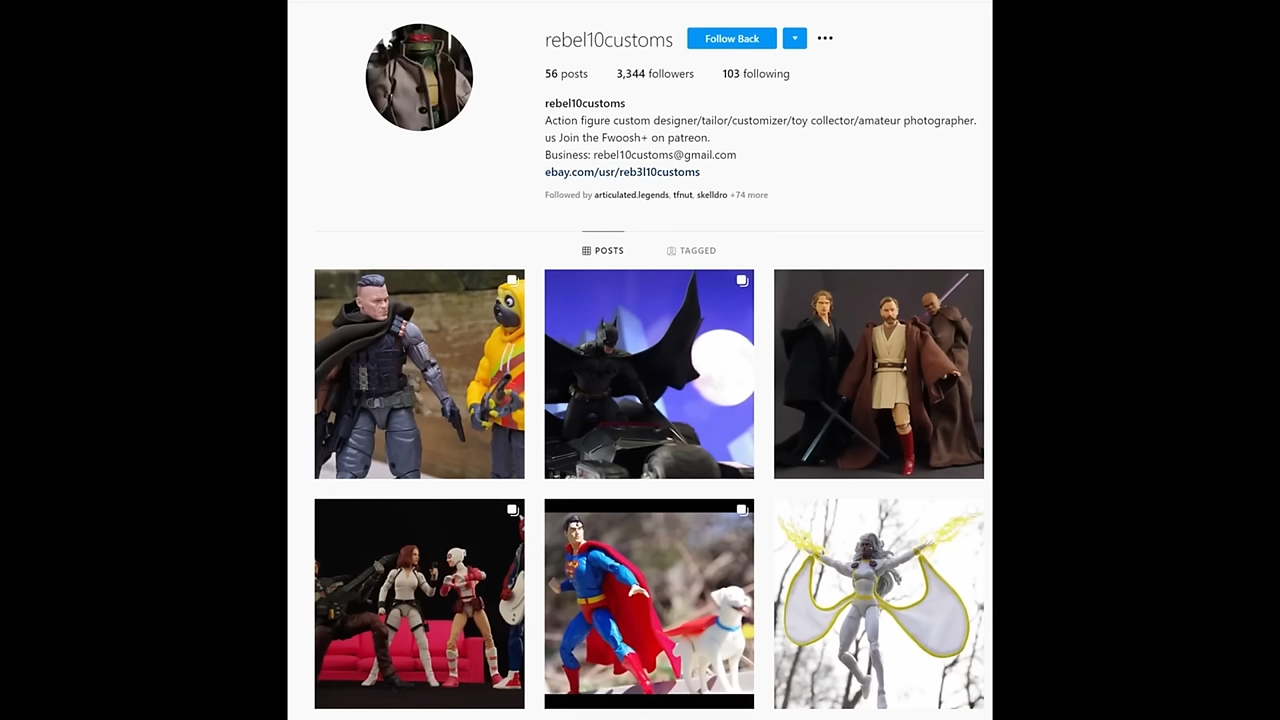 rebel10customs Follow Back
56 posts 3,344 followers 103 following
rebel10customs
Action figure custom designer/tailor/customizer/toy collector/amateur photographer.
us Join the Fwoosh+ on patreon.
Business: rebel10customs@gmail.com
ebay.com/usr/reb3l10customs
Followed by articulated.legends, tfnut, skelldro +74 more
POSTS TAGGED